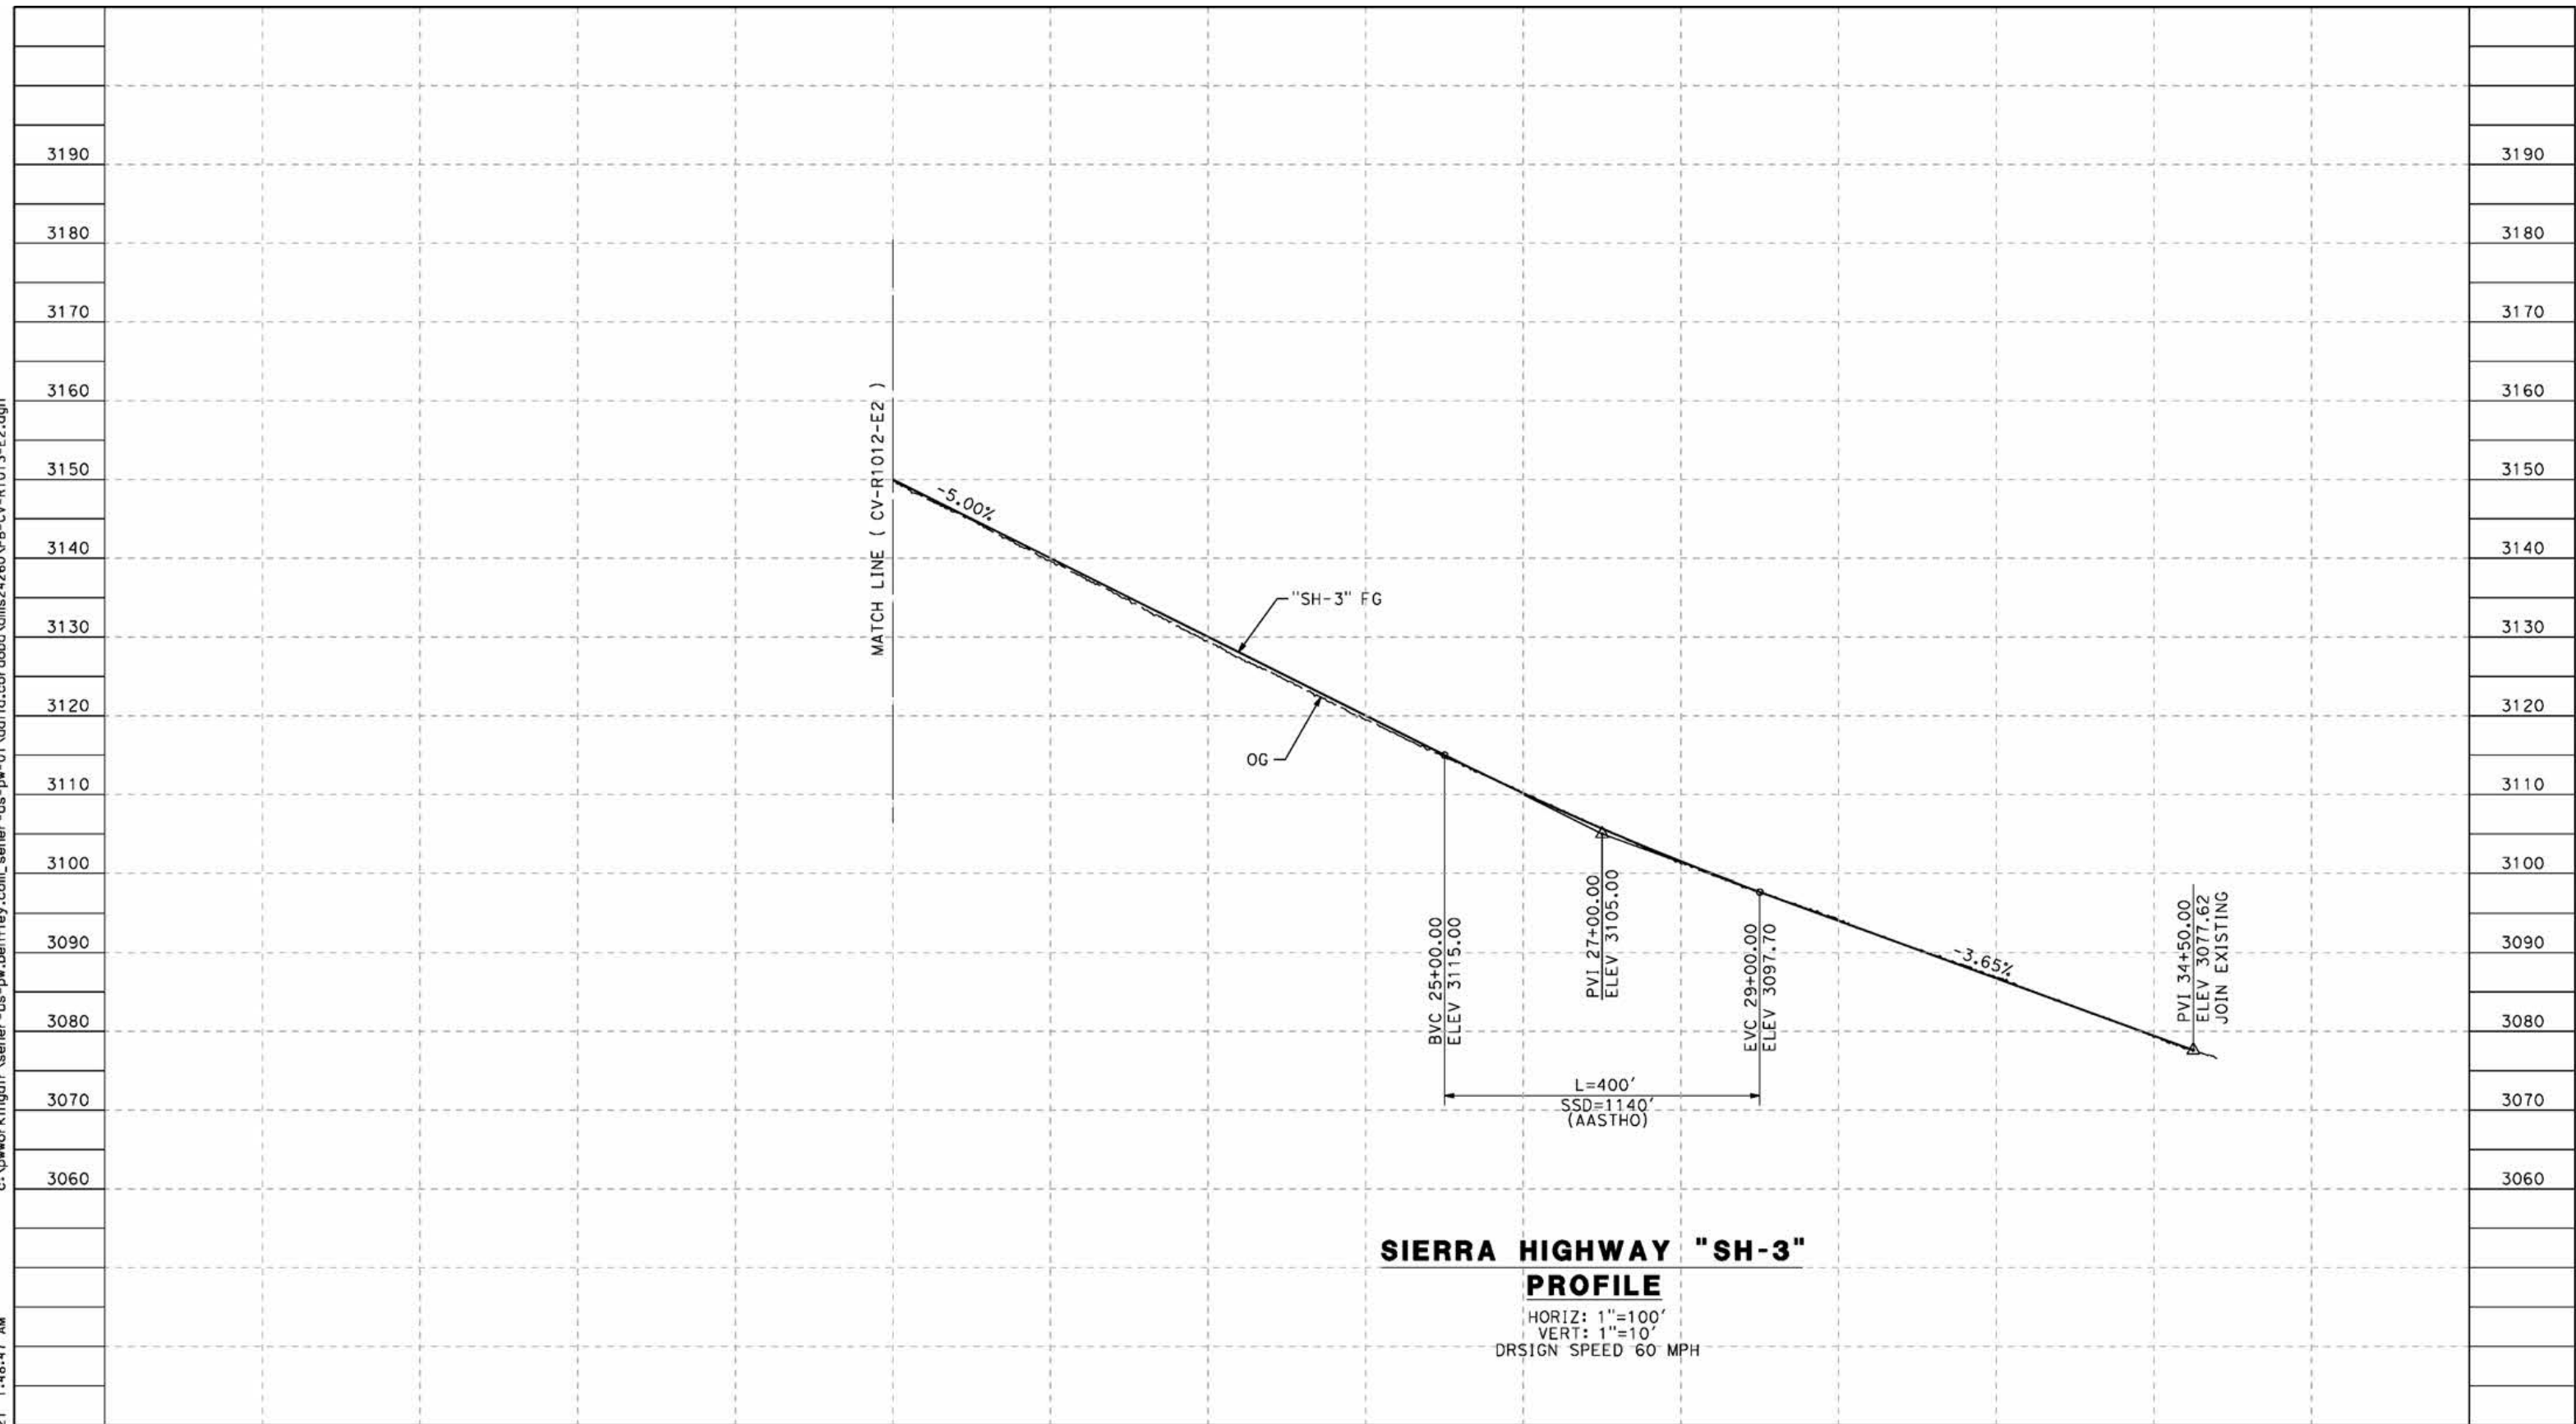 3190
3180
3170
3160
3150
3140
3130
3120
3110
3100
3090
3080
3070
3060
MATCH LINE ( CV-R1012-E2 )
-5.00%
"SH-3" FG
OG
BVC 25+00.00
ELEV 3115.00
PVI 27+00.00
ELEV 3105.00
EVC 29+00.00
ELEV 3097.70
-3.65%
PVI 34+50.00
ELEV 3077.62
JOIN EXISTING
L=400'
SSD=1140'
(AASTHO)
3190
3180
3170
3160
3150
3140
3130
3120
3110
3100
3090
3080
3070
3060
SIERRA HIGHWAY "SH-3"
PROFILE
HORIZ: 1"=100'
VERT: 1"=10'
DRSIGN SPEED 60 MPH
AM